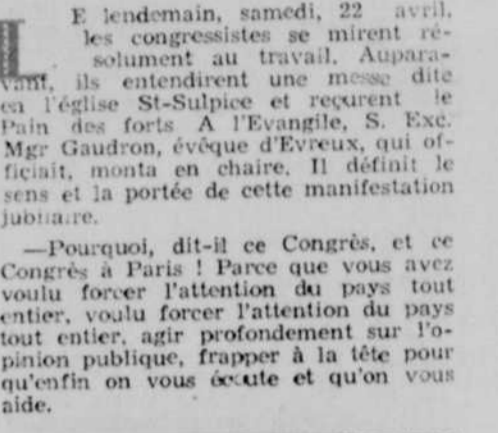 LE lendemain, samedi, 22 avril,
les congressistes se mirent ré-
solument au travail. Aupara-
vant, ils entendirent une messe dite
en l'église St-Sulpice et reçurent le
Pain des forts A l'Evangile, S. Exc.
Mgr Gaudron, évêque d'Evreux, qui of-
ficiait, monta en chaire. Il définit le
sens et la portée de cette manifestation
jubilaire.
—Pourquoi, dit-il ce Congrès, et ce
Congrès à Paris ! Parce que vous avez
voulu forcer l'attention du pays tout
entier, voulu forcer l'attention du pays
tout entier, agir profondement sur l'o-
pinion publique, frapper à la tête pour
qu'enfin on vous écoute et qu'on vous
aide.